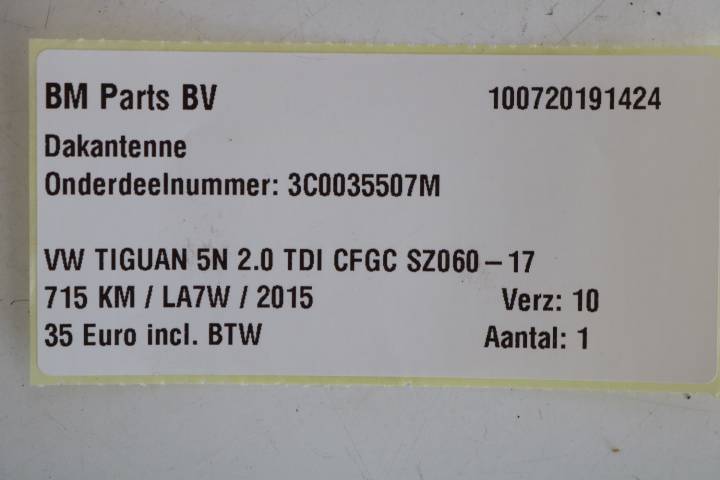 BM Parts BV 100720191424
Dakantenne
Onderdeelnummer: 3C0035507M
VW TIGUAN 5N 2.0 TDI CFGC SZ060-17
715 KM / LA7W / 2015 Verz: 10
35 Euro incl. BTW Aantal: 1